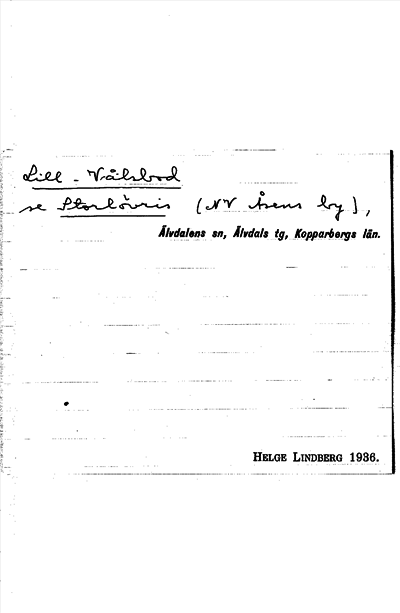 Lill-Vålsbod
se Storlövris (NV Åsens by),
Älvdalens sn, Älvdals tg, Kopparbergs län.
HELGE LINDBERG 1936.